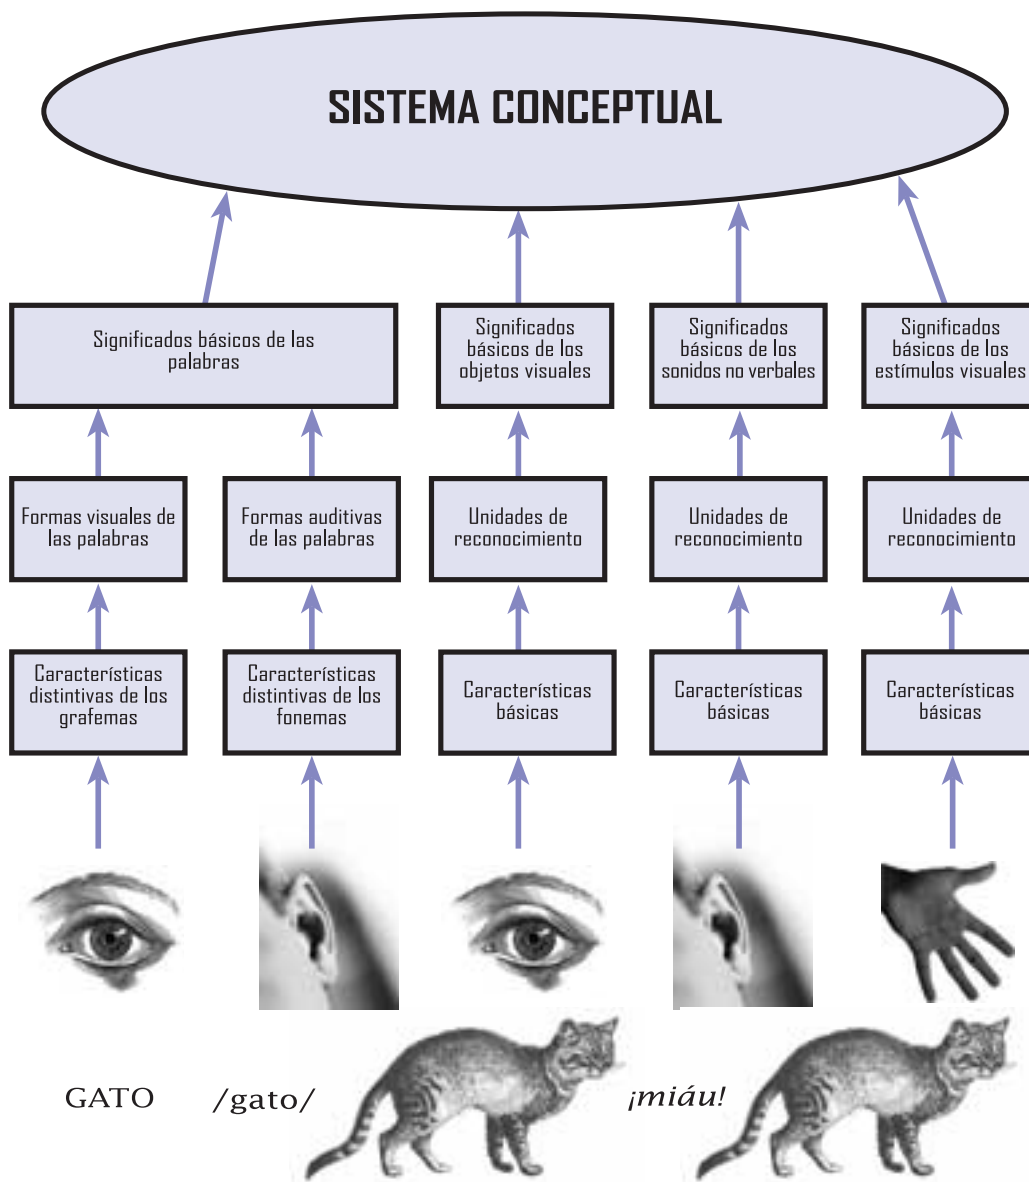 SISTEMA CONCEPTUAL
Significados básicos de las
palabras
Significados
básicos de los
objetos visuales
Significados
básicos de los
sonidos no verbales
Significados
básicos de los
estímulos visuales
Formas visuales de
las palabras
Formas auditivas
de las palabras
Unidades de
reconocimiento
Unidades de
reconocimiento
Unidades de
reconocimiento
Características
distintivas de los
grafemas
Características
distintivas de los
fonemas
Características
básicas
Características
básicas
Características
básicas
GATO
/gato/
¡miáu!